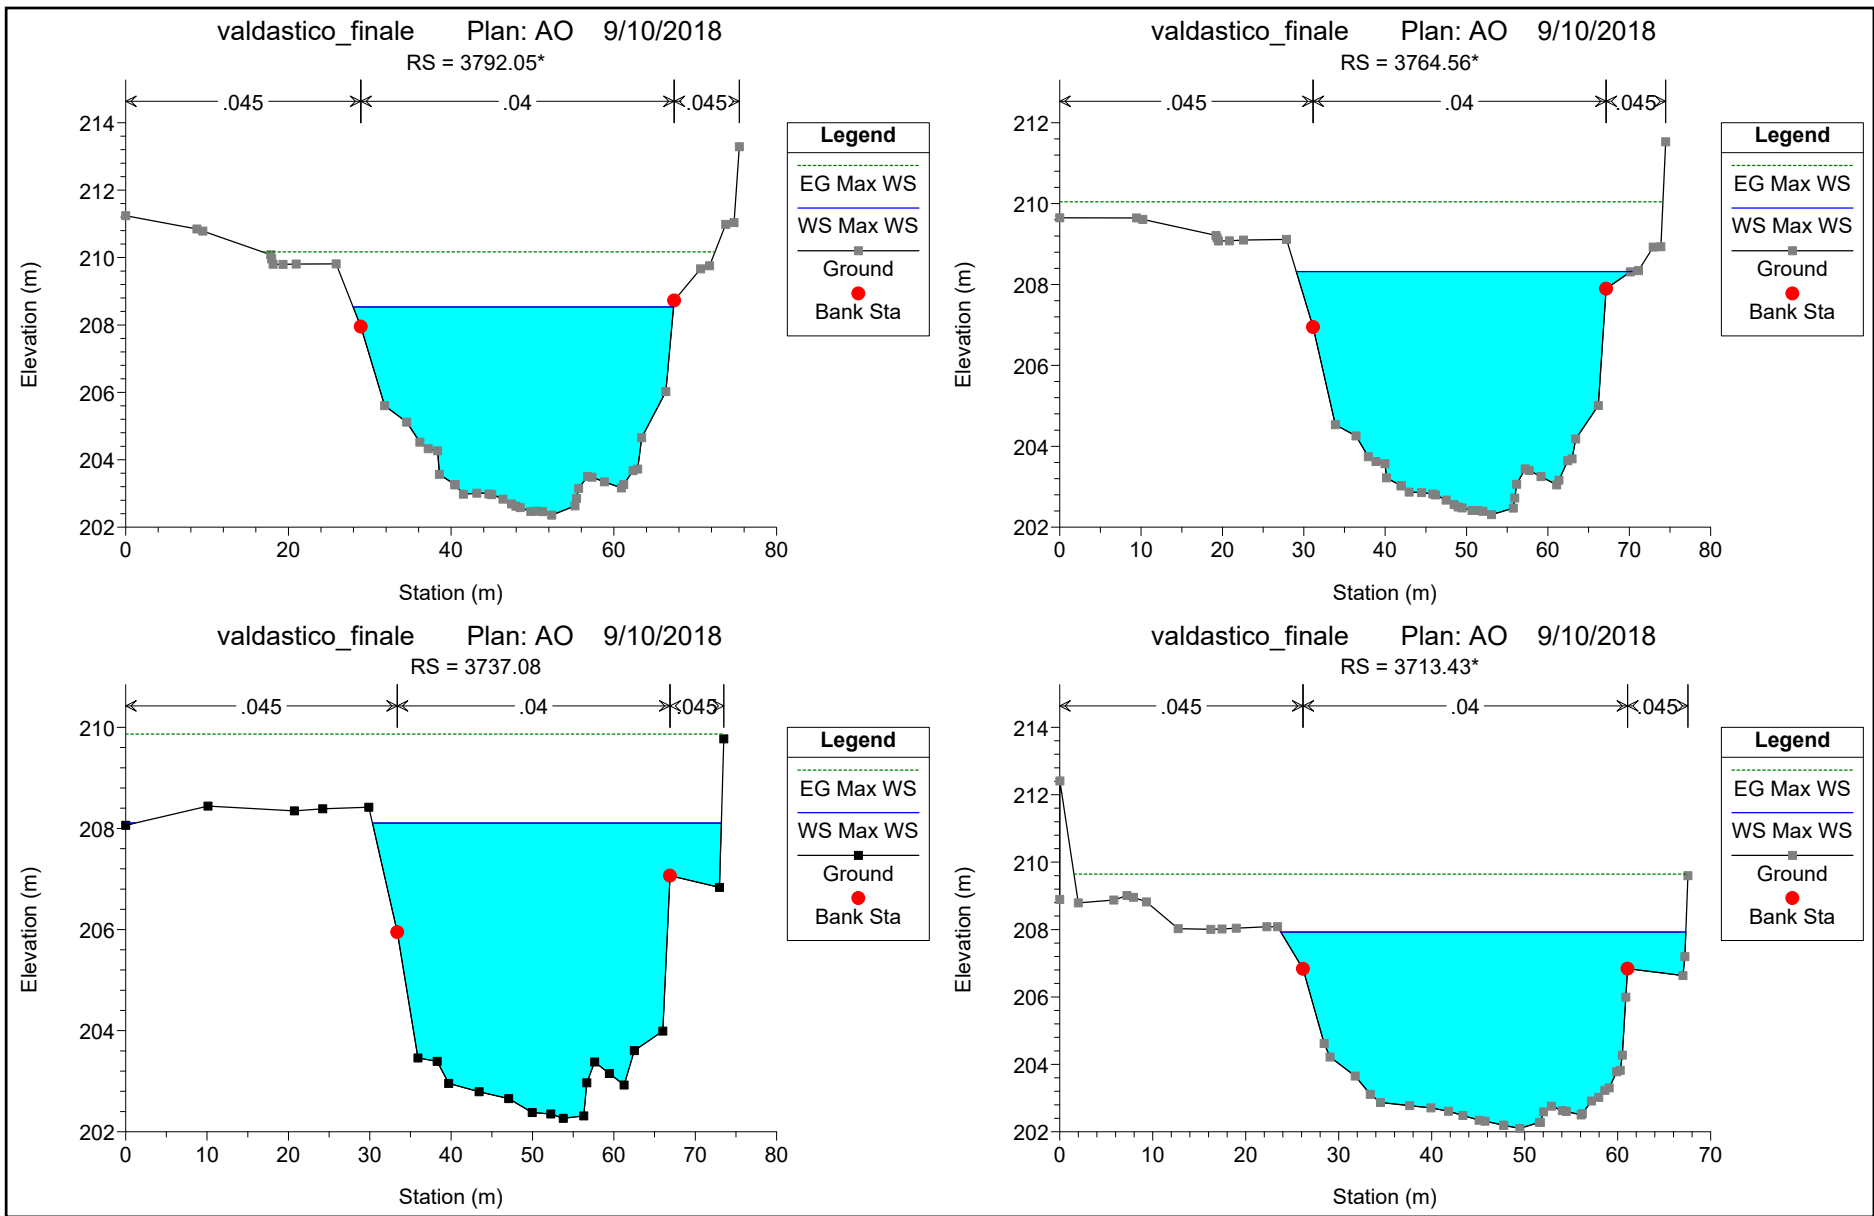 valdastico_finale Plan: AO 9/10/2018
RS = 3792.05*
.045 .04 .045
214
212
210
208
206
204
202
0 20 40 60 80
Elevation (m)
Station (m)
Legend
EG Max WS
WS Max WS
Ground
Bank Sta
valdastico_finale Plan: AO 9/10/2018
RS = 3764.56*
.045 .04 .045
212
210
208
206
204
202
0 10 20 30 40 50 60 70 80
Elevation (m)
Station (m)
Legend
EG Max WS
WS Max WS
Ground
Bank Sta
valdastico_finale Plan: AO 9/10/2018
RS = 3737.08
.045 .04 .045
210
208
206
204
202
0 10 20 30 40 50 60 70 80
Elevation (m)
Station (m)
Legend
EG Max WS
WS Max WS
Ground
Bank Sta
valdastico_finale Plan: AO 9/10/2018
RS = 3713.43*
.045 .04 .045
214
212
210
208
206
204
202
0 10 20 30 40 50 60 70
Elevation (m)
Station (m)
Legend
EG Max WS
WS Max WS
Ground
Bank Sta